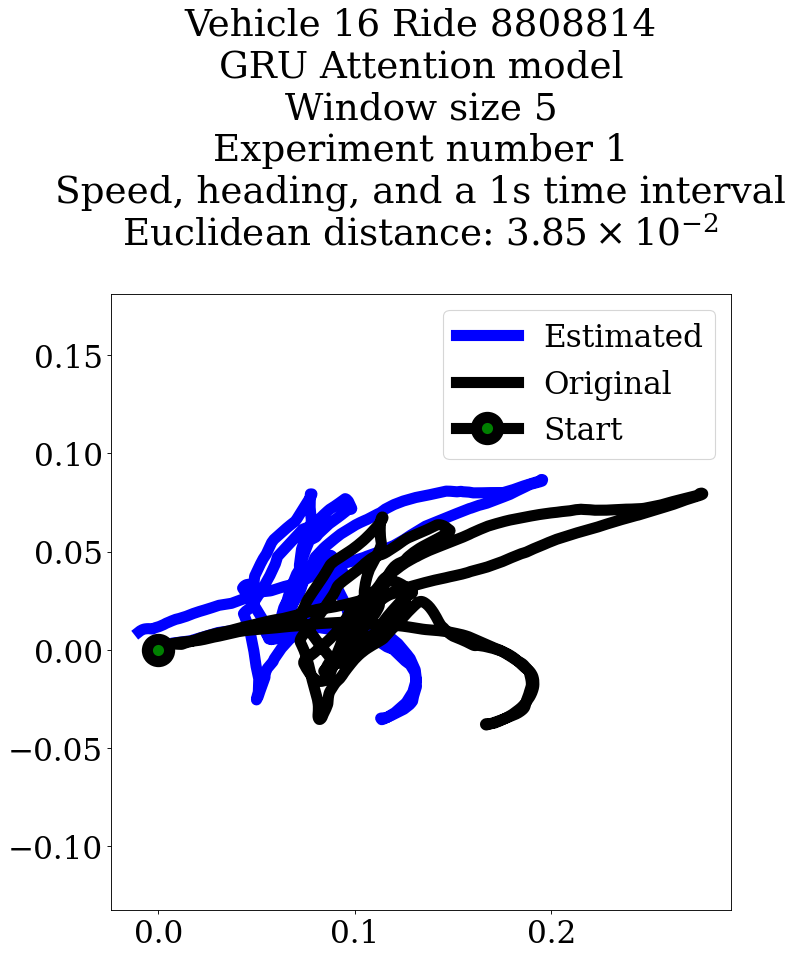 Vehicle 16 Ride 8808814
GRU Attention model
Window size 5
Experiment number 1
Speed, heading, and a 1s time interval
Euclidean distance: 3.85 × 10⁻²
Estimated
Original
Start
0.15
0.10
0.05
0.00
−0.05
−0.10
0.0 0.1 0.2